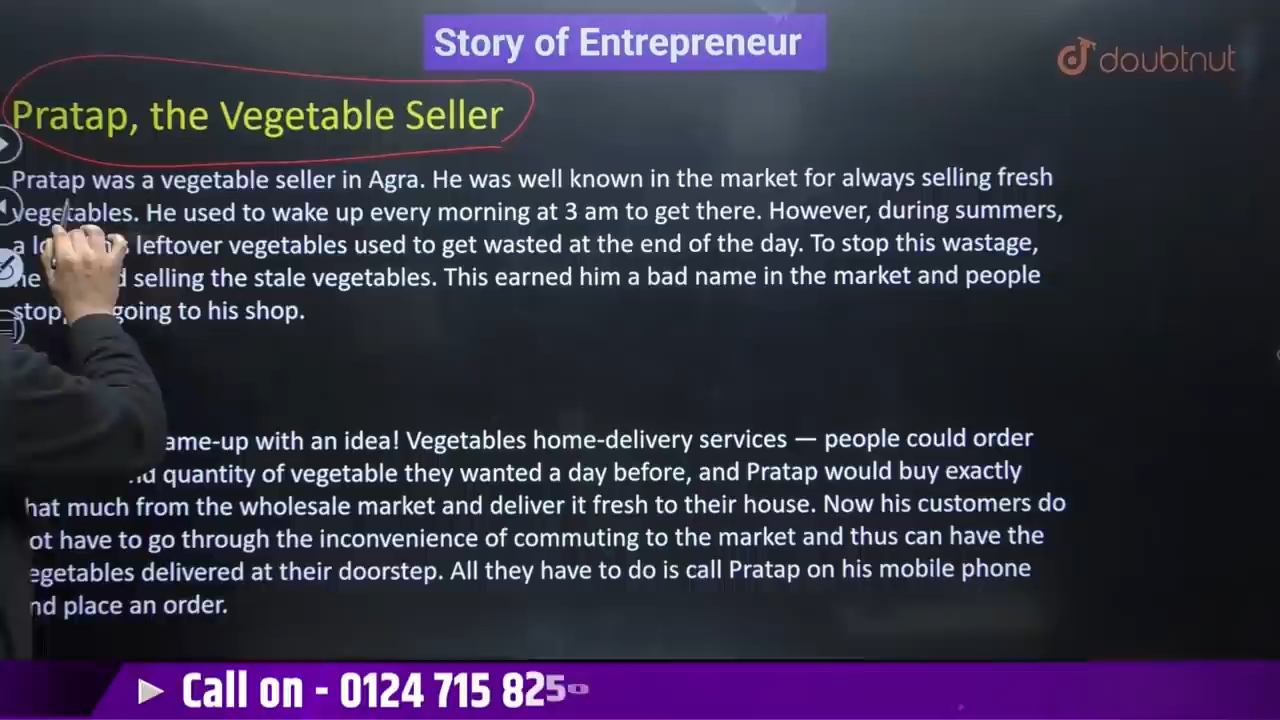 Story of Entrepreneur
doubtnut
Pratap, the Vegetable Seller
Pratap was a vegetable seller in Agra. He was well known in the market for always selling fresh
vegetables. He used to wake up every morning at 3 am to get there. However, during summers,
a leftover vegetables used to get wasted at the end of the day. To stop this wastage,
he selling the stale vegetables. This earned him a bad name in the market and people
going to his shop.
ame-up with an idea! Vegetables home-delivery services — people could order
quantity of vegetable they wanted a day before, and Pratap would buy exactly
hat much from the wholesale market and deliver it fresh to their house. Now his customers do
ot have to go through the inconvenience of commuting to the market and thus can have the
egetables delivered at their doorstep. All they have to do is call Pratap on his mobile phone
nd place an order.
Call on - 0124 715 825